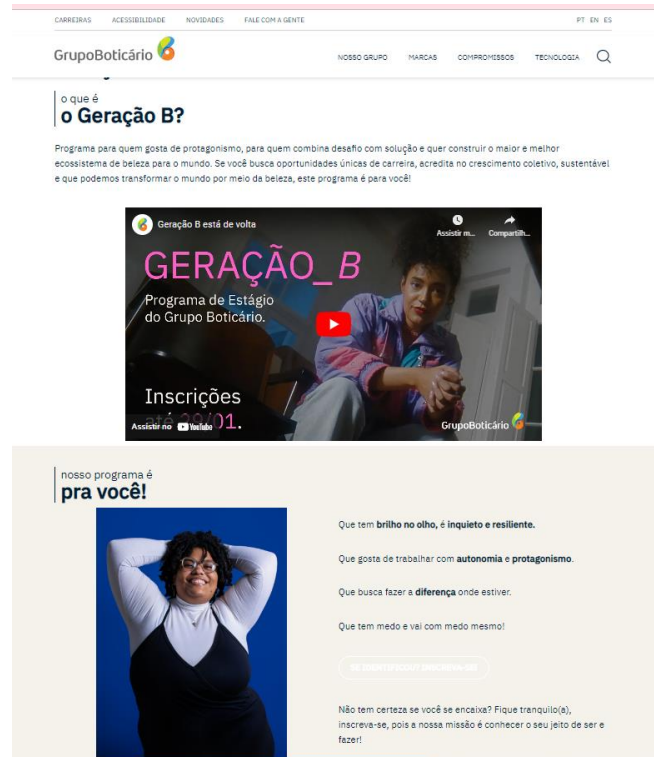 CARREIRAS ACESSIBILIDADE NOVIDADES FALE COM A GENTE PT EN ES
GrupoBoticário NOSSO GRUPO MARCAS COMPROMISSOS TECNOLOGIA
o que é
o Geração B?
Programa para quem gosta de protagonismo, para quem combina desafio com solução e quer construir o maior e melhor
ecossistema de beleza para o mundo. Se você busca oportunidades únicas de carreira, acredita no crescimento coletivo, sustentável
e que podemos transformar o mundo por meio da beleza, este programa é para você!
Geração B está de volta
Assistir m... Compartilh...
GERAÇÃO_B
Programa de Estágio
do Grupo Boticário.
Inscrições
até 29/01.
Assistir no YouTube
GrupoBoticário
nosso programa é
pra você!
Que tem brilho no olho, é inquieto e resiliente.
Que gosta de trabalhar com autonomia e protagonismo.
Que busca fazer a diferença onde estiver.
Que tem medo e vai com medo mesmo!
SE IDENTIFICOU? INSCREVA-SE!
Não tem certeza se você se encaixa? Fique tranquilo(a),
inscreva-se, pois a nossa missão é conhecer o seu jeito de ser e
fazer!